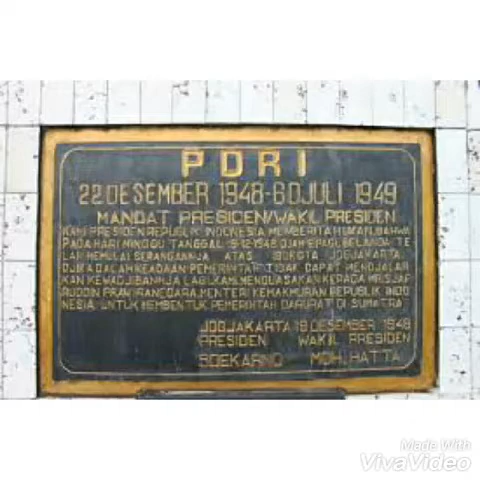 PDRI
22 DESEMBER 1948-6 DJULI 1949
MANDAT PRESIDEN/WAKIL PRESIDEN
KAMI PRESIDEN REPUBLIK INDONESIA MEMBERITAHUKAN, BAHWA
PADA HARI MINGGU TANGGAL 19-12-1948 DJAM 6 PAGI BELANDA TE
LAH MEMULAI SERANGANNJA ATAS IBUKOTA JOGJAKARTA.
DJIKA DALAM KEADAAN PEMERINTAH TIDAK DAPAT MENDJALAN
KAN KEWADJIBANNJA LAGI, KAMI MENGUASAKAN KEPADA MR. SJAF
RUDDIN PRAWIRANEGARA, MENTERI KEMAKMURAN REPUBLIK INDO
NESIA UNTUK MEMBENTUK PEMERINTAH DARURAT DI SUMATRA
JOGJAKARTA 19 DESEMBER 1948
PRESIDEN WAKIL PRESIDEN
SOEKARNO MOH. HATTA
Made With
VivaVideo